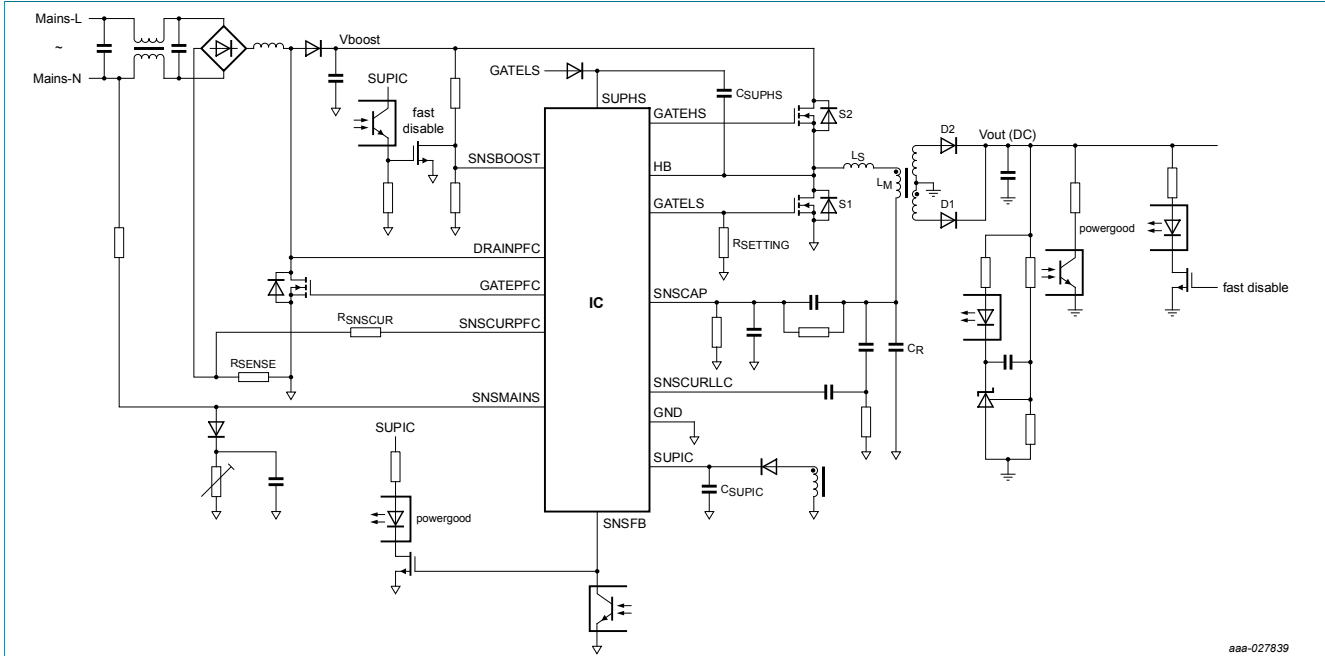 Mains-L
~
Mains-N
Vboost
SUPIC
fast
disable
SNSBOOST
GATELS
SUPHS
CSUPHS
GATEHS
S2
HB
LS
LM
GATELS
S1
RSETTING
D2
D1
Vout (DC)
powergood
fast disable
DRAINPFC
GATEPFC
IC
RSNSCUR
SNSCURPFC
RSENSE
SNSMAINS
SNSCAP
CR
SNSCURLLC
GND
SUPIC
CSUPIC
SUPIC
powergood
SNSFB
aaa-027839